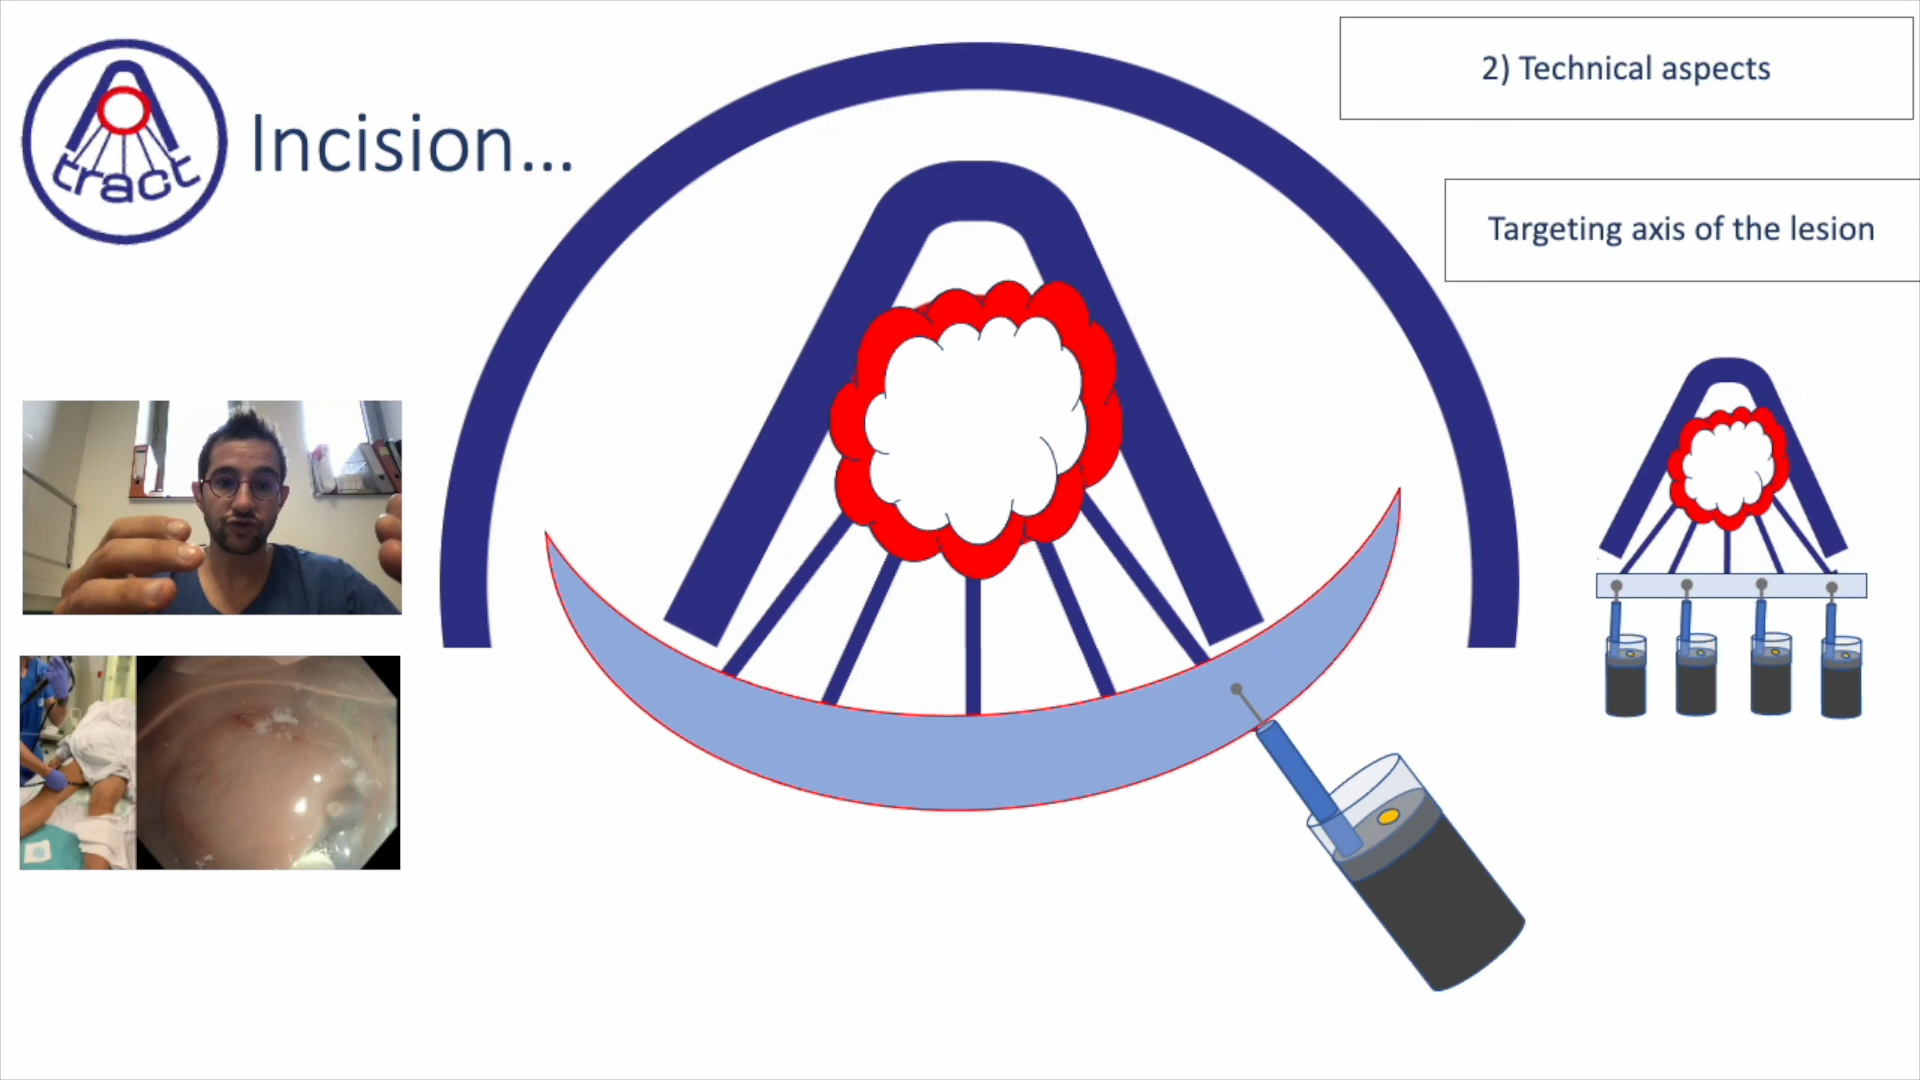 tract
Incision...
2) Technical aspects
Targeting axis of the lesion